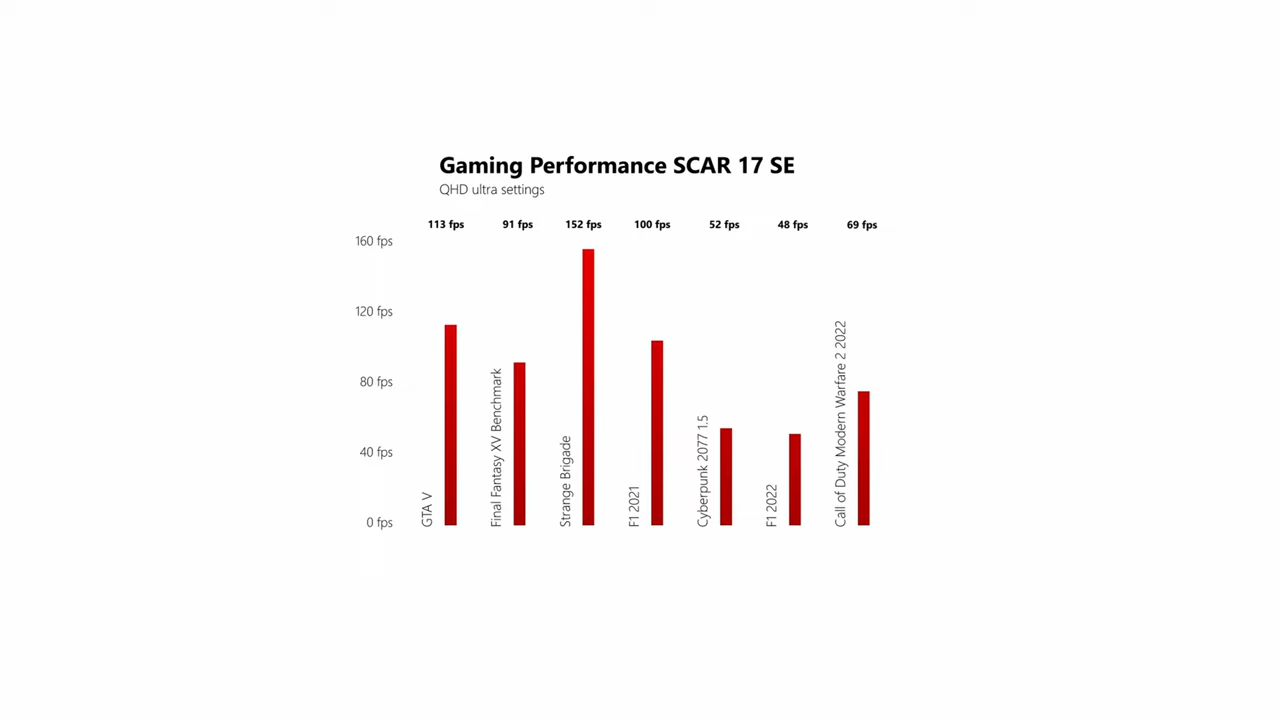 Gaming Performance SCAR 17 SE
QHD ultra settings
113 fps
91 fps
152 fps
100 fps
52 fps
48 fps
69 fps
160 fps
120 fps
80 fps
40 fps
0 fps
GTA V
Final Fantasy XV Benchmark
Strange Brigade
F1 2021
Cyberpunk 2077 1.5
F1 2022
Call of Duty Modern Warfare 2 2022